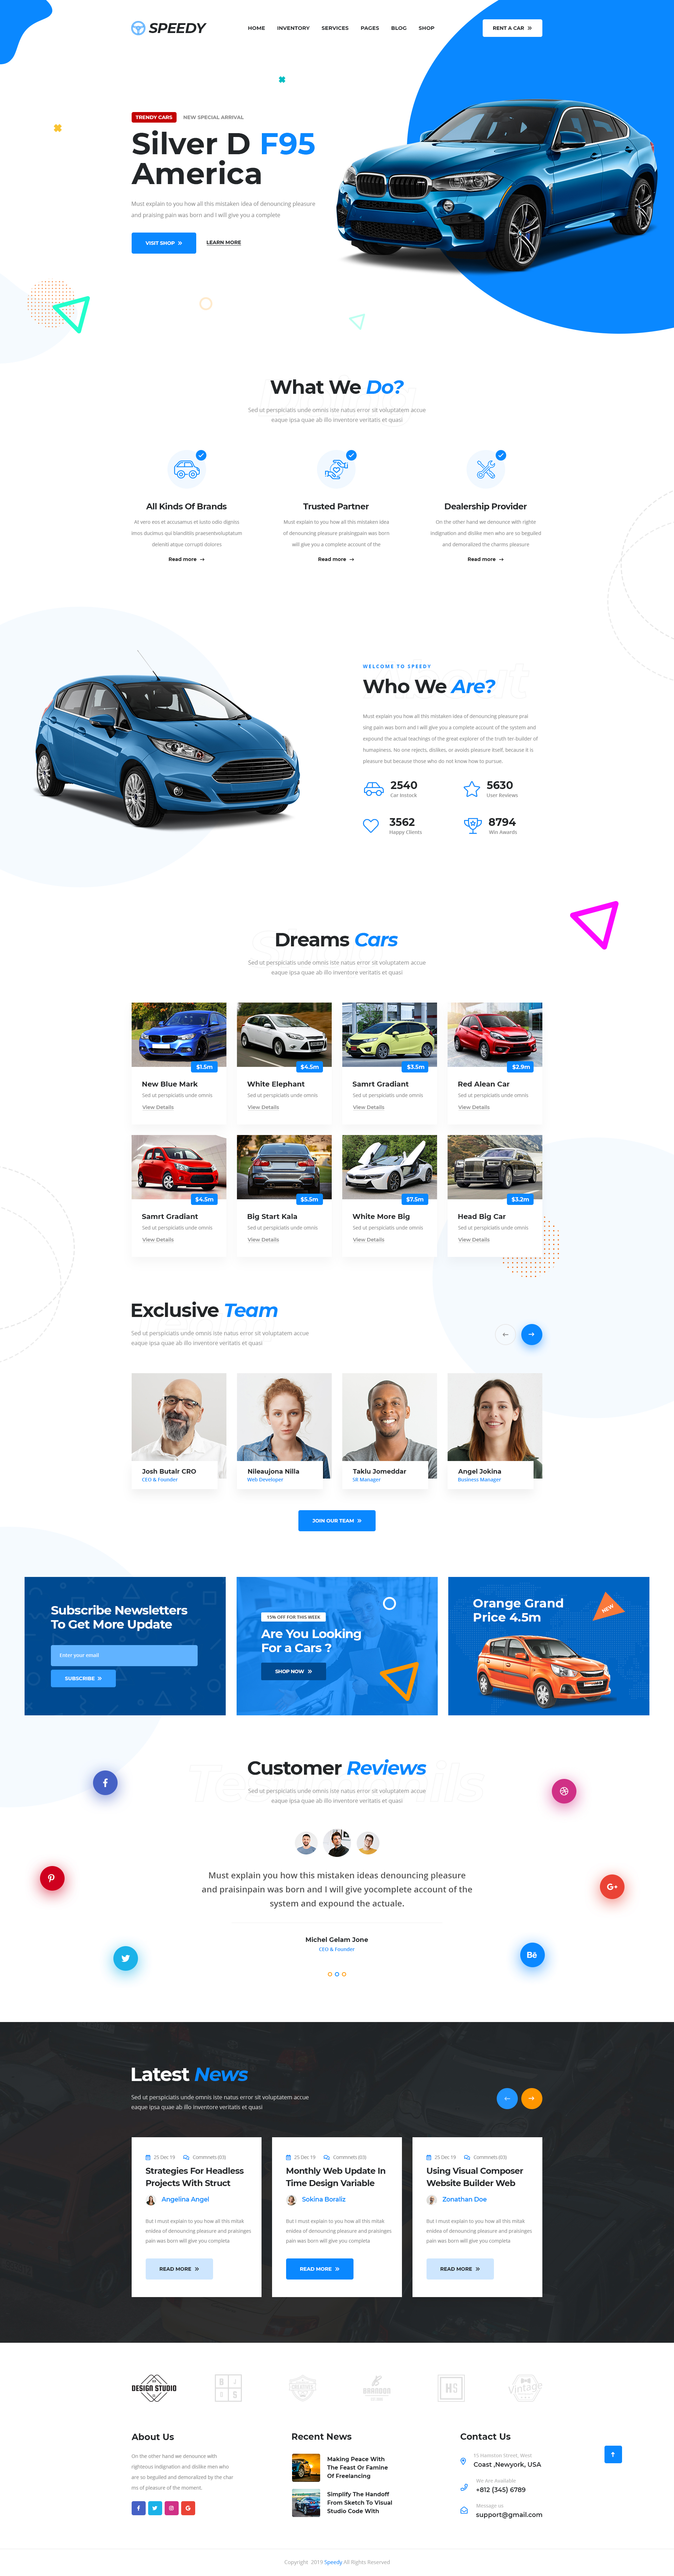 SPEEDY
HOME INVENTORY SERVICES PAGES BLOG SHOP
RENT A CAR
TRENDY CARS NEW SPECIAL ARRIVAL
Silver D F95
America
Must explain to you how all this mistaken idea of denouncing pleasure
and praising pain was born and I will give you a complete
VISIT SHOP
LEARN MORE
What We Do?
Sed ut perspiciatis unde omnis iste natus error sit voluptatem accue
eaque ipsa quae ab illo inventore veritatis et quasi
All Kinds Of Brands
At vero eos et accusamus et iusto odio digniss
imos ducimus qui blanditiis praesentvoluptatum
deleniti atque corrupti dolores
Read more
Trusted Partner
Must explain to you how all this mistaken idea
of denouncing pleasure praisingpain was born
will give you a complete account of the
Read more
Dealership Provider
On the other hand we denounce with righte
indignation and dislike men who are so beguiled
and demoralized the charms pleasure
Read more
WELCOME TO SPEEDY
Who We Are?
Must explain you how all this mistaken idea of denouncing pleasure prai
sing pain was born and I will give you a complete account of the system and
expound the actual teachings of the great explorer of the truth ter-builder of
humapiness. No one rejects, dislikes, or avoids pleasure itself, because it is
pleasure but because those who do not know how to pursue.
2540
Car Instock
5630
User Reviews
3562
Happy Clients
8794
Win Awards
Dreams Cars
Sed ut perspiciatis unde omnis iste natus error sit voluptatem accue
eaque ipsa quae ab illo inventore veritatis et quasi
$1.5m
New Blue Mark
Sed ut perspiciatis unde omnis
View Details
$4.5m
White Elephant
Sed ut perspiciatis unde omnis
View Details
$3.5m
Samrt Gradiant
Sed ut perspiciatis unde omnis
View Details
$2.9m
Red Alean Car
Sed ut perspiciatis unde omnis
View Details
$4.5m
Samrt Gradiant
Sed ut perspiciatis unde omnis
View Details
$5.5m
Big Start Kala
Sed ut perspiciatis unde omnis
View Details
$7.5m
White More Big
Sed ut perspiciatis unde omnis
View Details
$3.2m
Head Big Car
Sed ut perspiciatis unde omnis
View Details
Exclusive Team
Sed ut perspiciatis unde omnis iste natus error sit voluptatem accue
eaque ipsa quae ab illo inventore veritatis et quasi
Josh Butalr CRO
CEO & Founder
Nileaujona Nilla
Web Developer
Taklu Jomeddar
SR Manager
Angel Jokina
Business Manager
JOIN OUR TEAM
Subscribe Newsletters
To Get More Update
Enter your email
SUBSCRIBE
15% OFF FOR THIS WEEK
Are You Looking
For a Cars ?
SHOP NOW
Orange Grand
Price 4.5m
NEW
Customer Reviews
Sed ut perspiciatis unde omnis iste natus error sit voluptatem accue
eaque ipsa quae ab illo inventore veritatis et quasi
Must explain you how this mistaken ideas denouncing pleasure
and praisinpain was born and I will give yocomplete account of the
system and expound the actuale.
Michel Gelam Jone
CEO & Founder
Latest News
Sed ut perspiciatis unde omnis iste natus error sit voluptatem accue
eaque ipsa quae ab illo inventore veritatis et quasi
25 Dec 19 Commnets (03)
Strategies For Headless
Projects With Struct
Angelina Angel
But I must explain to you how all this mitak
enidea of denouncing pleasure and praisinges
pain was born will give you completa
READ MORE
25 Dec 19 Commnets (03)
Monthly Web Update In
Time Design Variable
Sokina Boraliz
But I must explain to you how all this mitak
enidea of denouncing pleasure and praisinges
pain was born will give you completa
READ MORE
25 Dec 19 Commnets (03)
Using Visual Composer
Website Builder Web
Zonathan Doe
But I must explain to you how all this mitak
enidea of denouncing pleasure and praisinges
pain was born will give you completa
READ MORE
DESIGN STUDIO
HS
Vintage
About Us
On the other hand we denounce with
righteous indignation and dislike men who
are so beguiled and demoralized by the char
ms of pleasure of the moment,
Recent News
Making Peace With
The Feast Or Famine
Of Freelancing
Simplify The Handoff
From Sketch To Visual
Studio Code With
Contact Us
15 Hamston Street, West
Coast ,Newyork, USA
We Are Available
+812 (345) 6789
Message us
support@gmail.com
Copyright 2019 Speedy All Rights Reserved